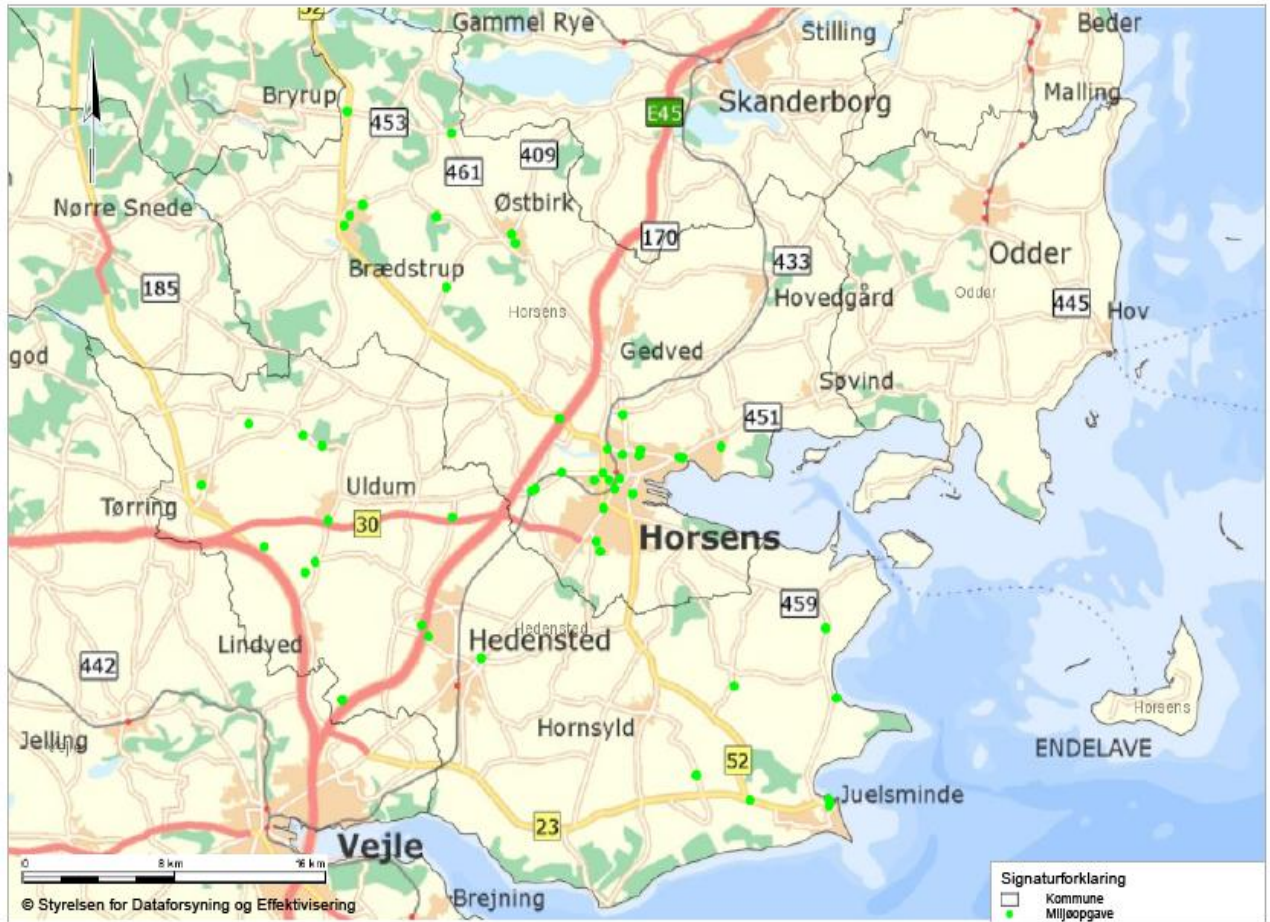 52
Gammel Rye
Stilling
Beder
Bryrup
453
E45
Skanderborg
Malling
409
461
Nørre Snede
Østbirk
170
Odder
433
Brædstrup
185
Hovedgård
Odder
445
Hov
Horsens
god
Gedved
Søvind
451
Uldum
Tørring
30
Horsens
459
Lindved
Hedensted
Hedensted
442
Hornsyld
Horsens
Jelling
ENDELAVE
52
Juelsminde
23
Vejle
0 8 km 16 km
Brejning
© Styrelsen for Dataforsyning og Effektivisering
Signaturforklaring
Kommune
Miljøopgave